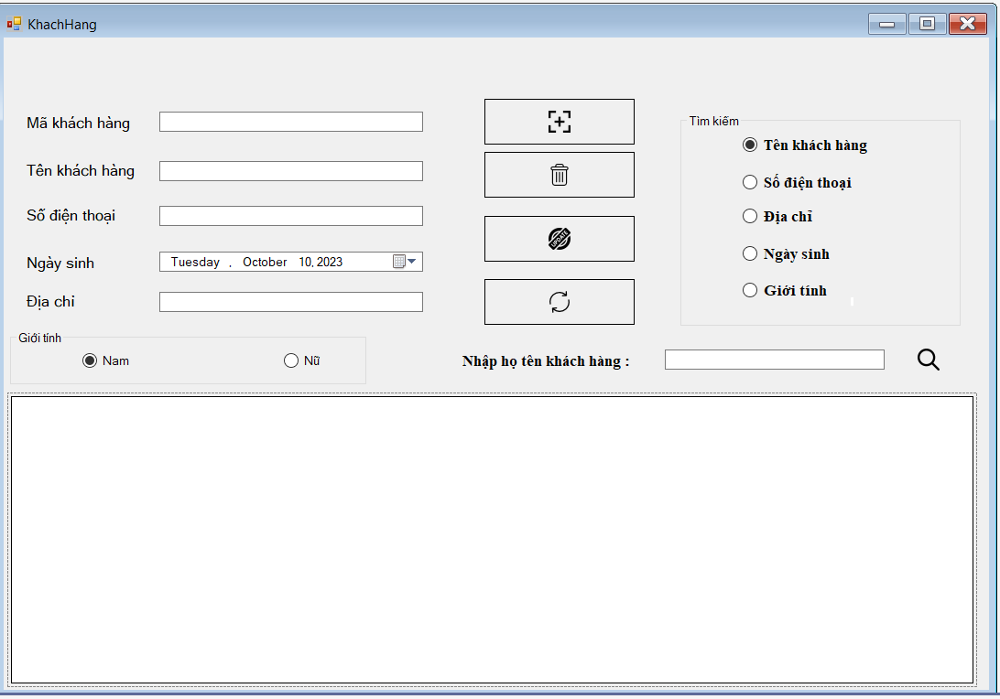 KhachHang
Mã khách hàng
Tên khách hàng
Số điện thoại
Ngày sinh
Tuesday , October 10, 2023
Địa chỉ
Giới tính
Nam
Nữ
UPDATE
Tìm kiếm
Tên khách hàng
Số điện thoại
Địa chỉ
Ngày sinh
Giới tính
Nhập họ tên khách hàng :